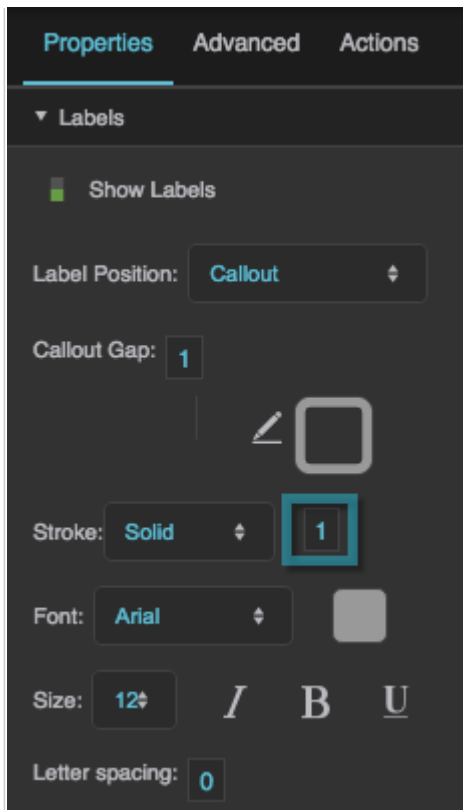 Properties Advanced Actions
Labels
Show Labels
Label Position: Callout
Callout Gap: 1
Stroke: Solid 1
Font: Arial
Size: 12 I B U
Letter spacing: 0